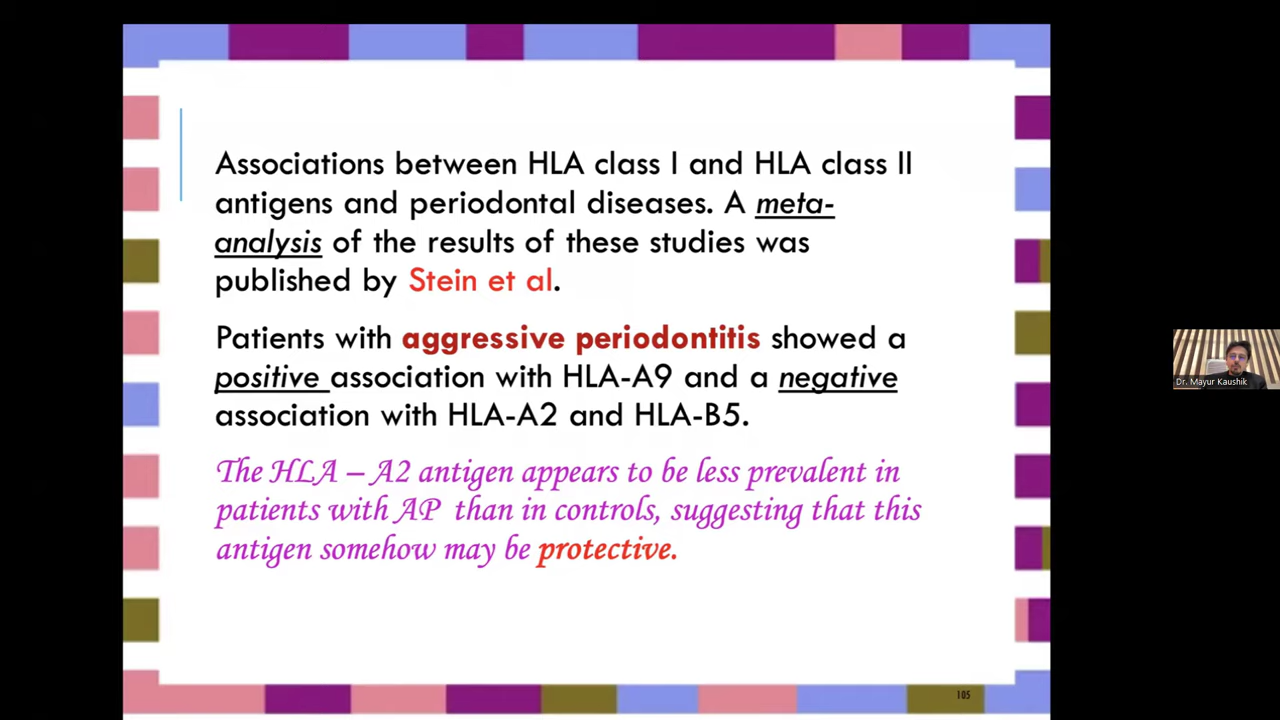 Associations between HLA class I and HLA class II
antigens and periodontal diseases. A meta-
analysis of the results of these studies was
published by Stein et al.
Patients with aggressive periodontitis showed a
positive association with HLA-A9 and a negative
association with HLA-A2 and HLA-B5.
The HLA – A2 antigen appears to be less prevalent in
patients with AP than in controls, suggesting that this
antigen somehow may be protective.
105
Dr. Mayur Kaushik